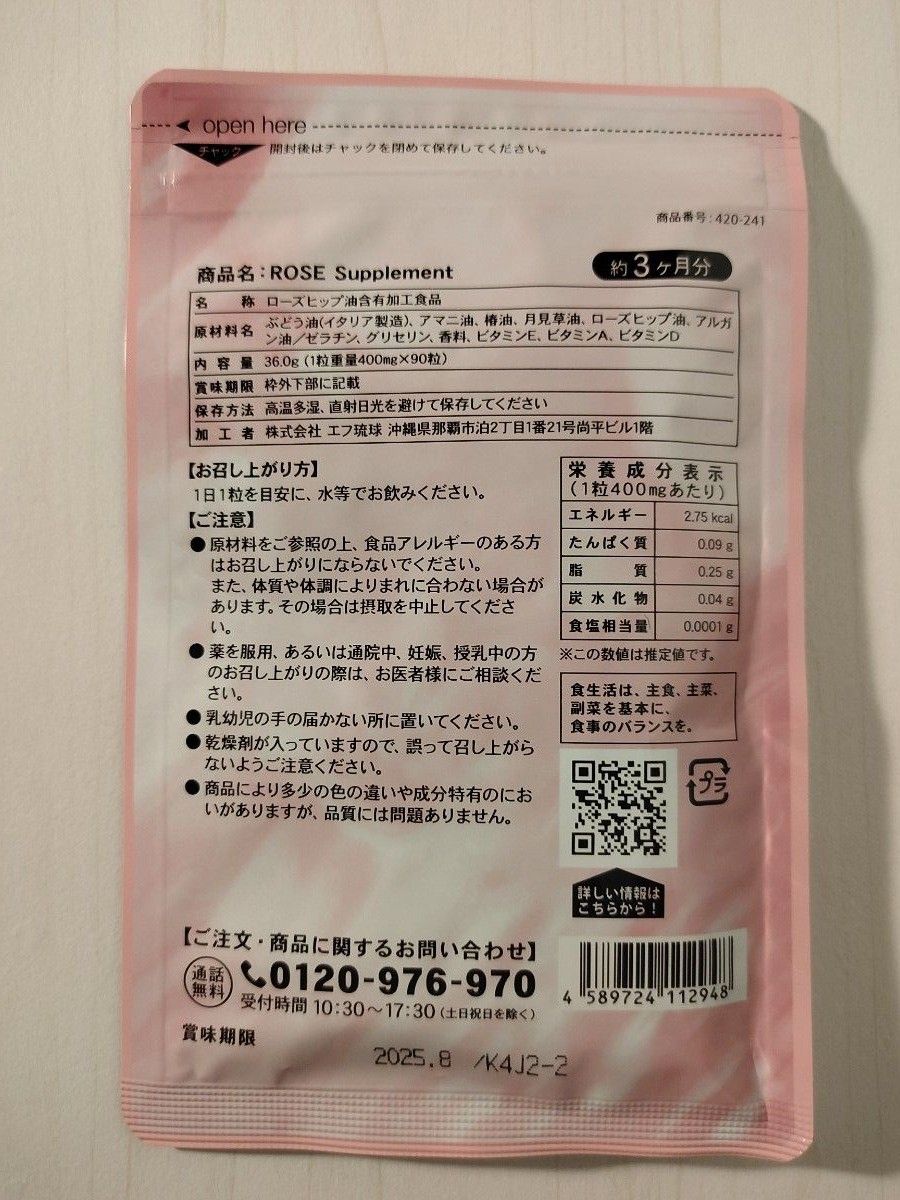 open here
チャック 開封後はチャックを閉めて保存してください。
商品番号:420-241
商品名:ROSE Supplement
約3ヶ月分
名称 ローズヒップ油含有加工食品
原材料名 ぶどう油(イタリア製造)、アマニ油、椿油、月見草油、ローズヒップ油、アルガ
ン油/ゼラチン、グリセリン、香料、ビタミンE、ビタミンA、ビタミンD
内容量 36.0g (1粒重量400mg×90粒)
賞味期限 枠外下部に記載
保存方法 高温多湿、直射日光を避けて保存してください
加工者 株式会社 エフ琉球 沖縄県那覇市泊2丁目1番21号尚平ビル1階
【お召し上がり方】
1日1粒を目安に、水等でお飲みください。
【ご注意】
●原材料をご参照の上、食品アレルギーのある方
はお召し上がりにならないでください。
また、体質や体調によりまれに合わない場合が
あります。その場合は摂取を中止してくださ
い。
●薬を服用、あるいは通院中、妊娠、授乳中の方
のお召し上がりの際は、お医者様にご相談くだ
さい。
●乳幼児の手の届かない所に置いてください。
●乾燥剤が入っていますので、誤って召し上がら
ないようご注意ください。
●商品により多少の色の違いや成分特有のにお
いがありますが、品質には問題ありません。
栄養成分表示
(1粒400mgあたり)
エネルギー 2.75 kcal
たんぱく質 0.09 g
脂質 0.25 g
炭水化物 0.04 g
食塩相当量 0.0001 g
※この数値は推定値です。
食生活は、主食、主菜、
副菜を基本に、
食事のバランスを。
プラ
詳しい情報は
こちらから!
【ご注文・商品に関するお問い合わせ】
通話
無料
0120-976-970
受付時間 10:30〜17:30(土日祝日を除く)
4 589724 112948
賞味期限
2025.8 /K4J2-2